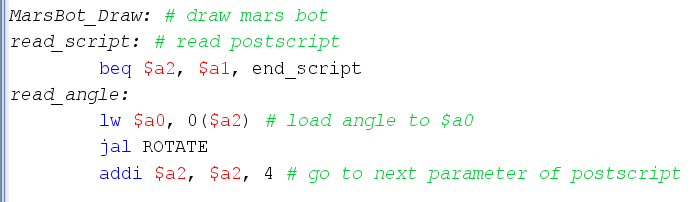 MarsBot_Draw: # draw mars bot
read_script: # read postscript
beq $a2, $a1, end_script
read_angle:
lw $a0, 0($a2) # load angle to $a0
jal ROTATE
addi $a2, $a2, 4 # go to next parameter of postscript